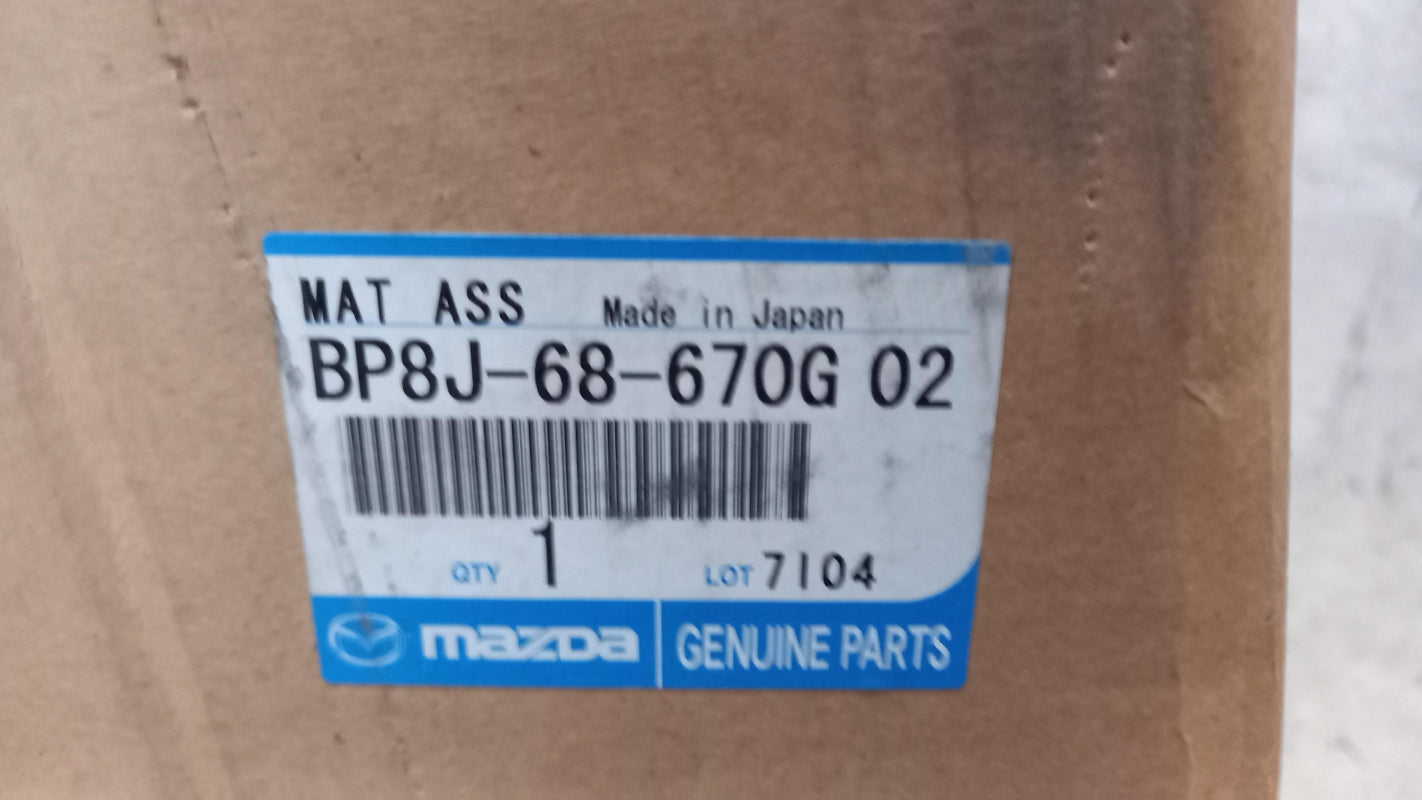 MAT ASS Made in Japan
BP8J-68-670G 02
QTY 1 LOT 7104
mazda GENUINE PARTS